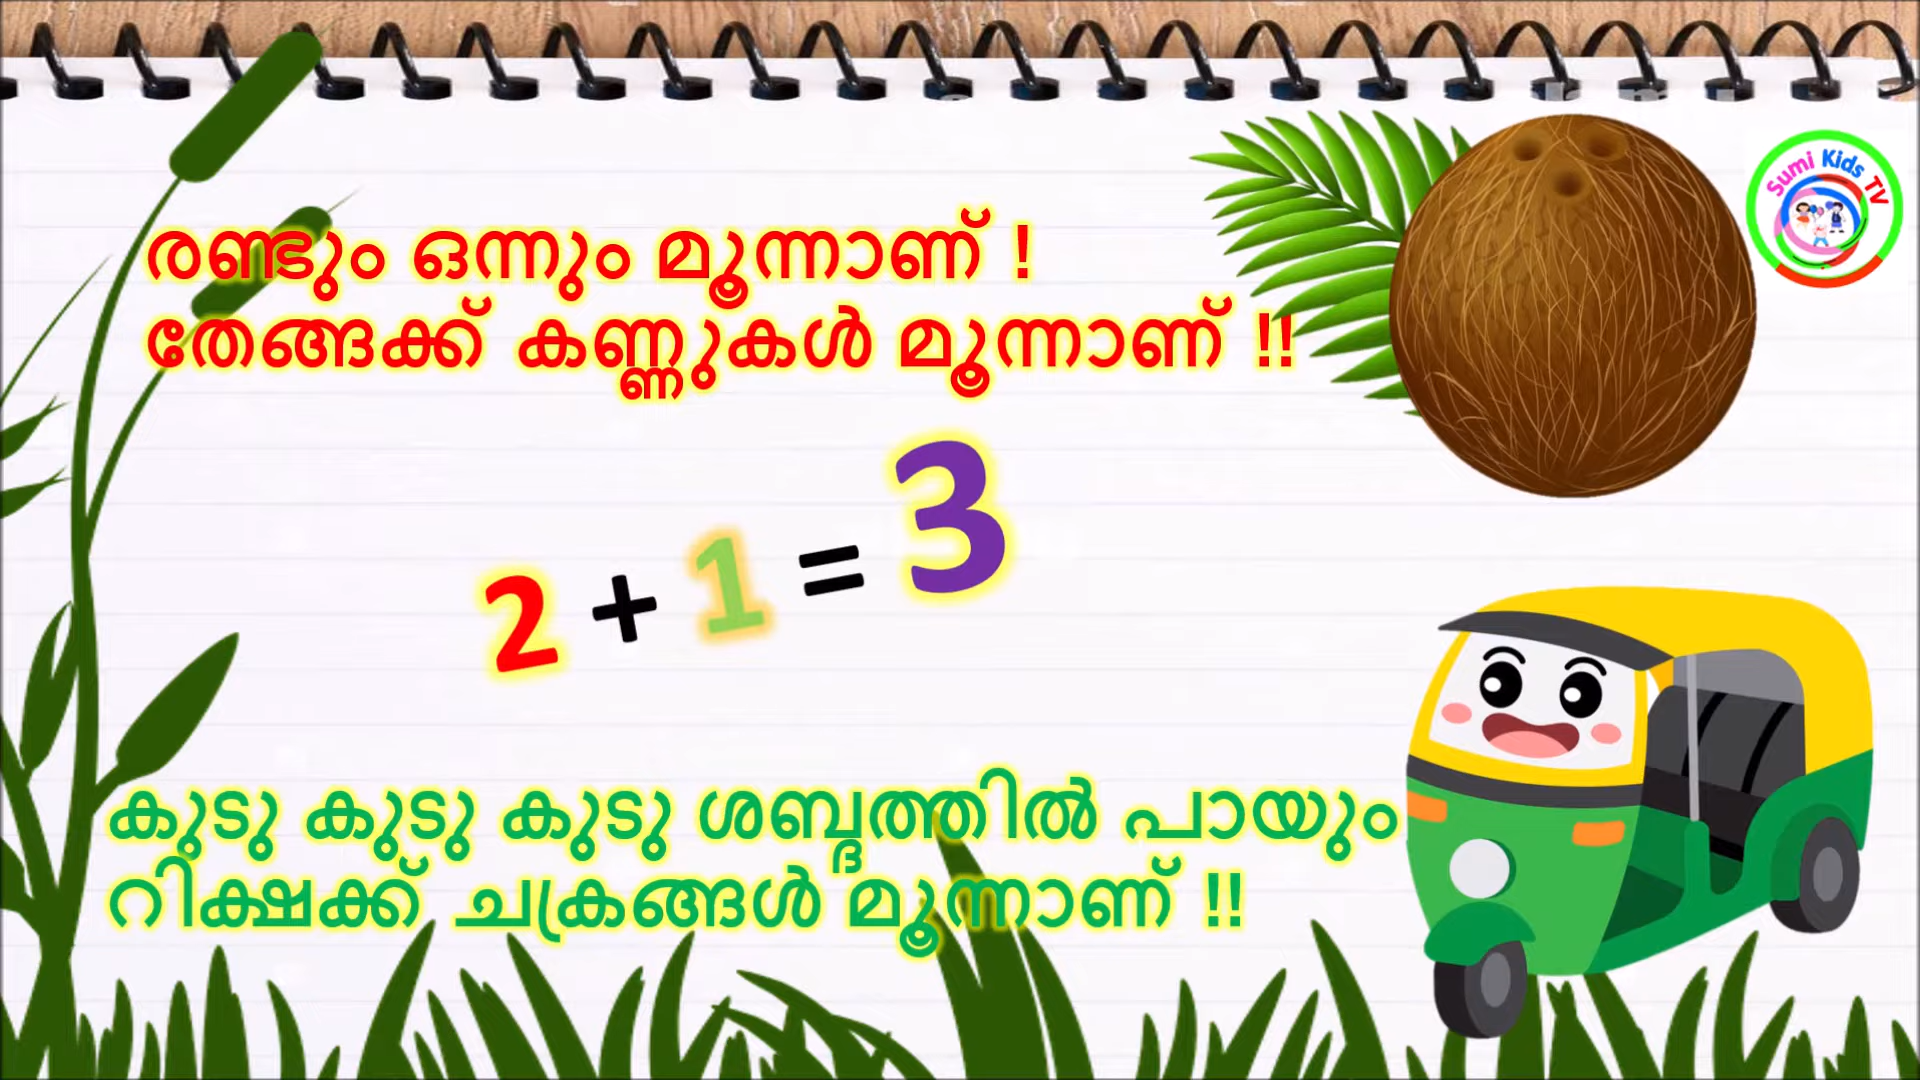 രണ്ടും ഒന്നും മൂന്നാണ് !
തേങ്ങക്ക് കണ്ണുകൾ മൂന്നാണ് !!
2 + 1 = 3
കുടു കുടു കുടു ശബ്ദത്തിൽ പായും
റിക്ഷക്ക് ചക്രങ്ങൾ മൂന്നാണ് !!
Sumi Kids TV